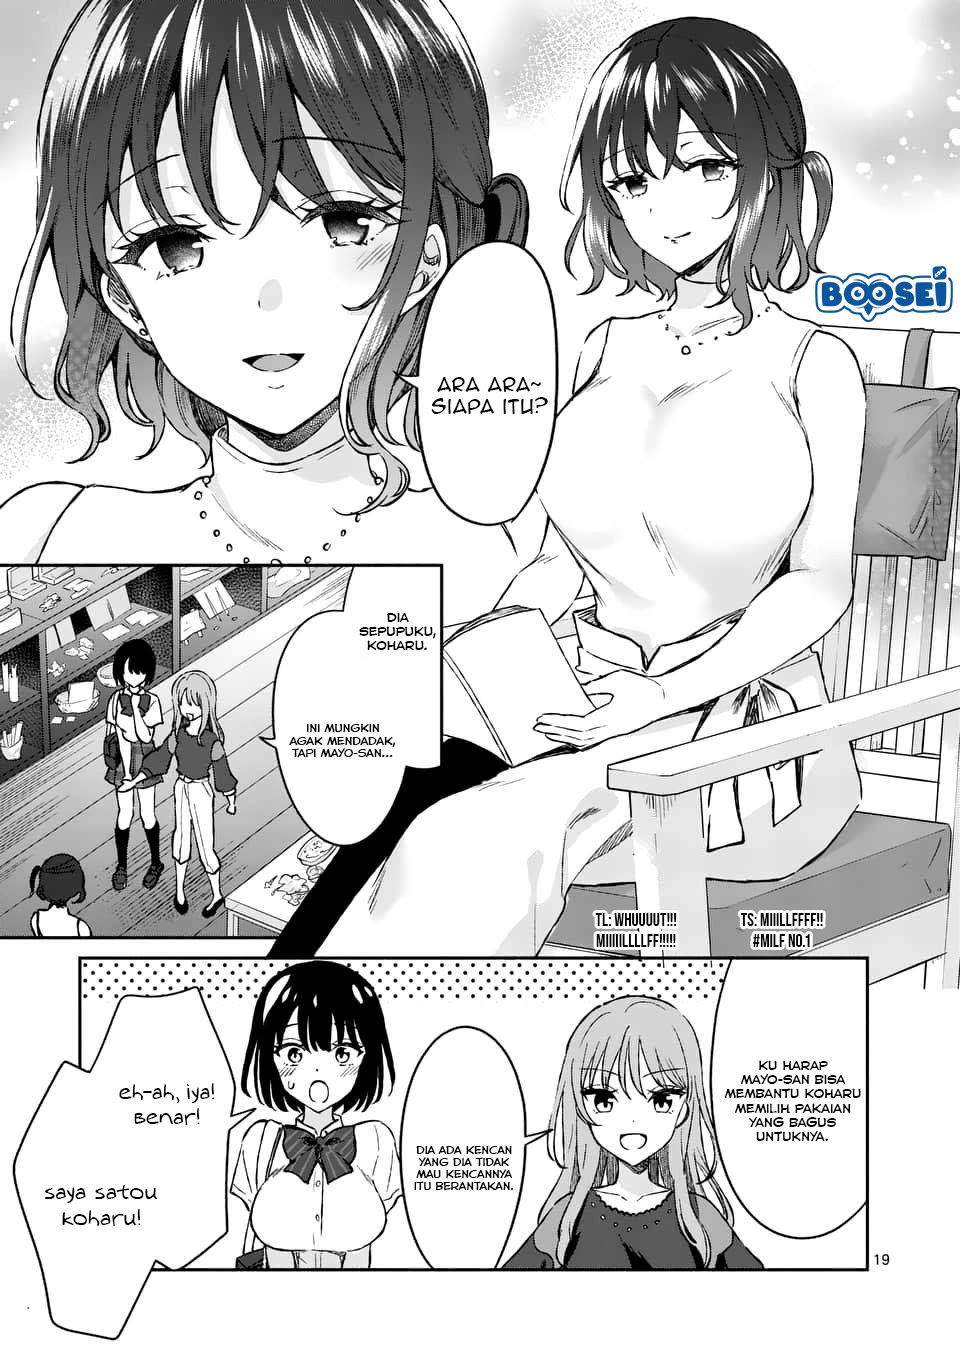 BOOSEI
ARA ARA~
SIAPA ITU?
DIA
SEPUPUKU,
KOHARU.
INI MUNGKIN
AGAK MENDADAK,
TAPI MAYO-SAN...
TL: WHUUUUT!!!
MIIIIILLLLFF!!!!!
TS: MIIILLFFFF!!
#MILF NO.1
KU HARAP
MAYO-SAN BISA
MEMBANTU KOHARU
MEMILIH PAKAIAN
YANG BAGUS
UNTUKNYA.
DIA ADA KENCAN
YANG DIA TIDAK
MAU KENCANNYA
ITU BERANTAKAN.
eh-ah, iya!
Benar!
saya satou
koharu!
19